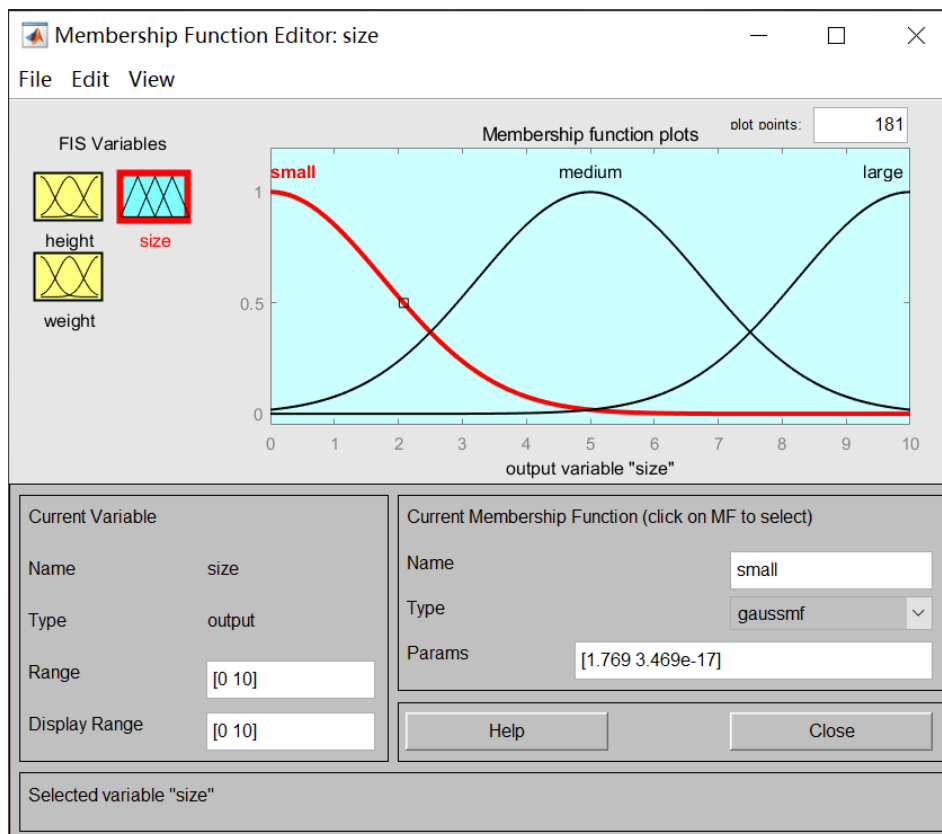 Membership Function Editor: size
File Edit View
FIS Variables
height
size
weight
Membership function plots
plot points:
181
small
medium
large
1
0.5
0
0 1 2 3 4 5 6 7 8 9 10
output variable "size"
Current Variable
Name size
Type output
Range [0 10]
Display Range [0 10]
Current Membership Function (click on MF to select)
Name small
Type gaussmf
Params [1.769 3.469e-17]
Help
Close
Selected variable "size"